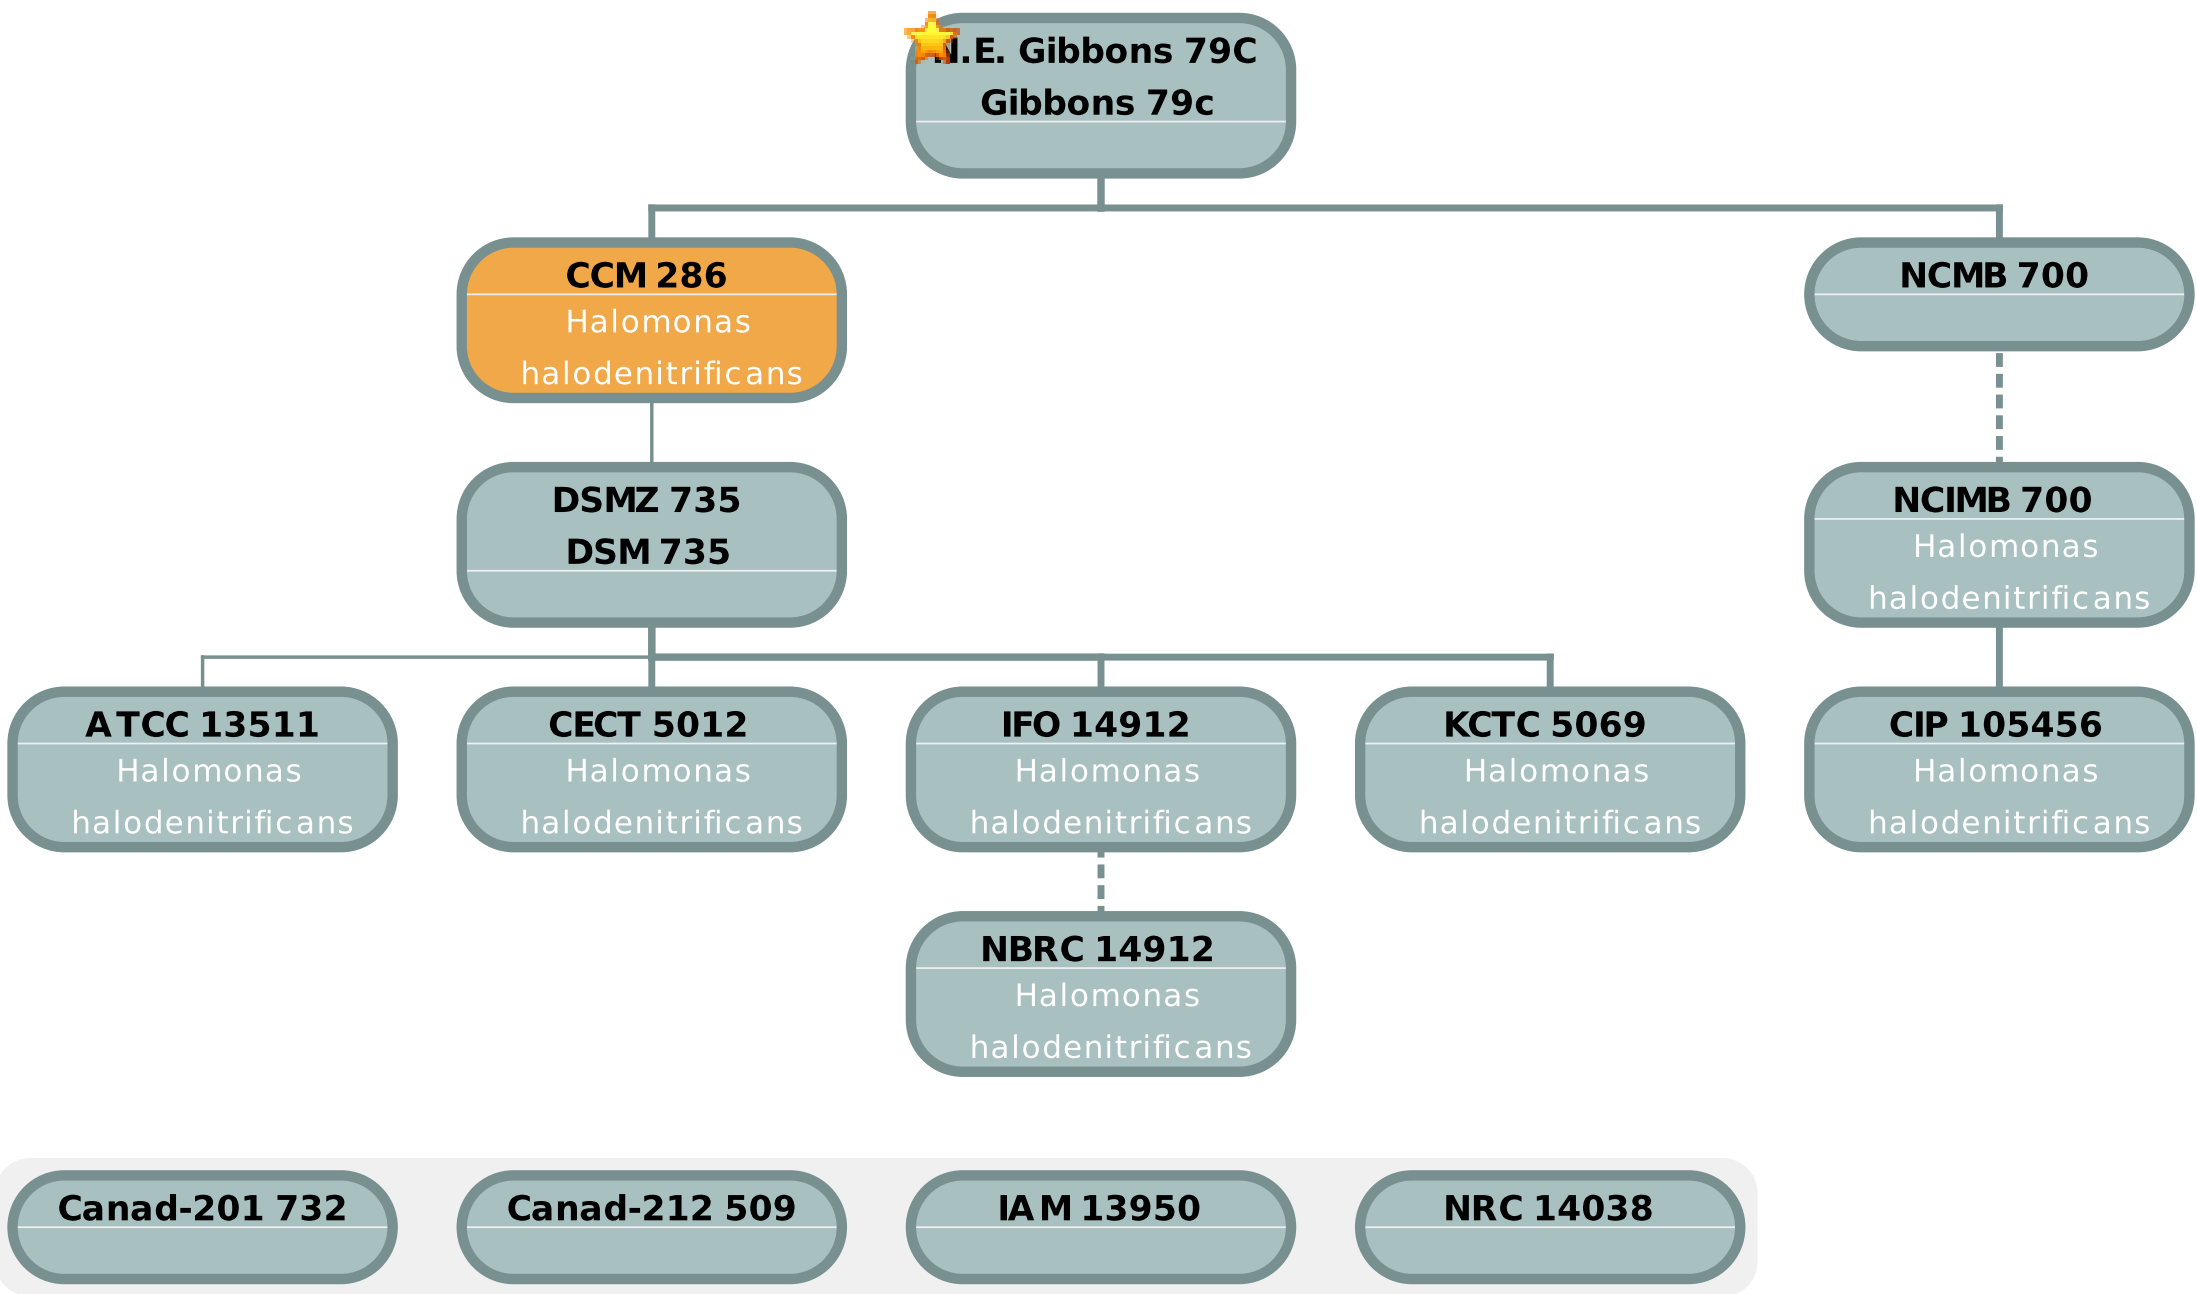 N.E. Gibbons 79C
Gibbons 79c
CCM 286
Halomonas
halodenitrificans
NCMB 700
DSMZ 735
DSM 735
NCIMB 700
Halomonas
halodenitrificans
ATCC 13511
Halomonas
halodenitrificans
CECT 5012
Halomonas
halodenitrificans
IFO 14912
Halomonas
halodenitrificans
KCTC 5069
Halomonas
halodenitrificans
CIP 105456
Halomonas
halodenitrificans
NBRC 14912
Halomonas
halodenitrificans
Canad-201 732
Canad-212 509
IAM 13950
NRC 14038